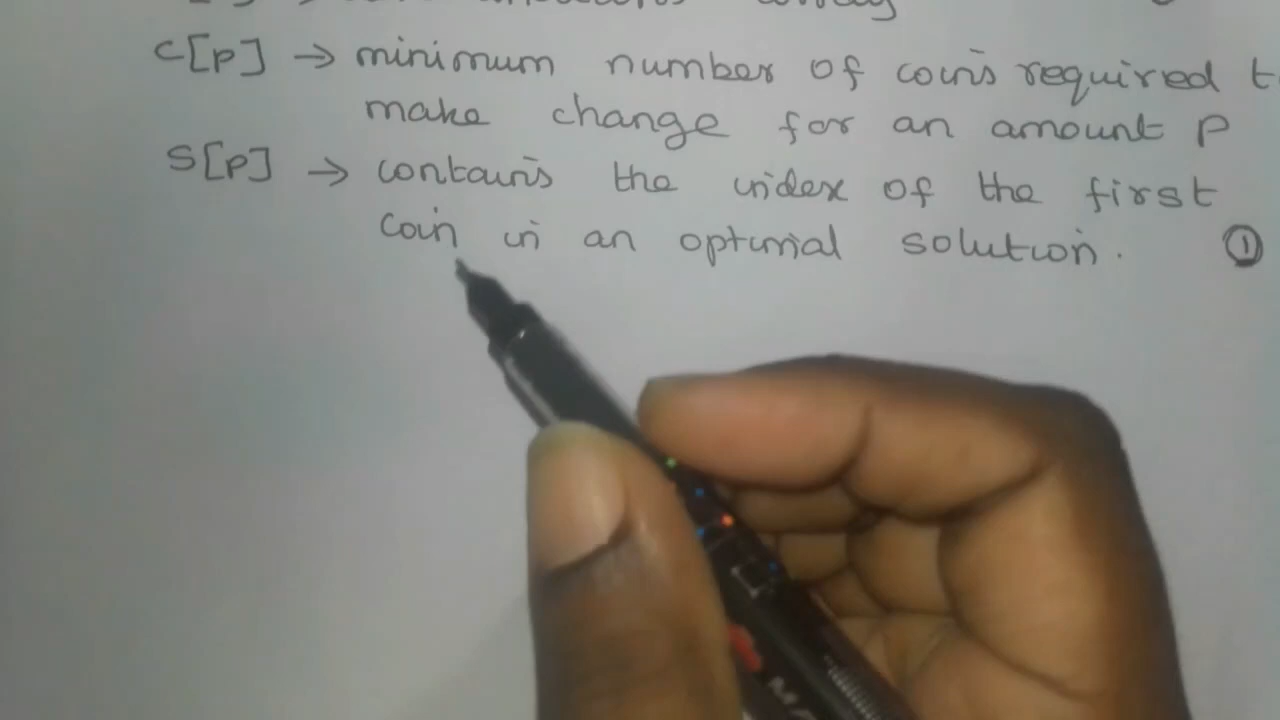 C[p] → minimum number of coins required t
make change for an amount p
S[p] → contains the index of the first
coin in an optimal solution. ①